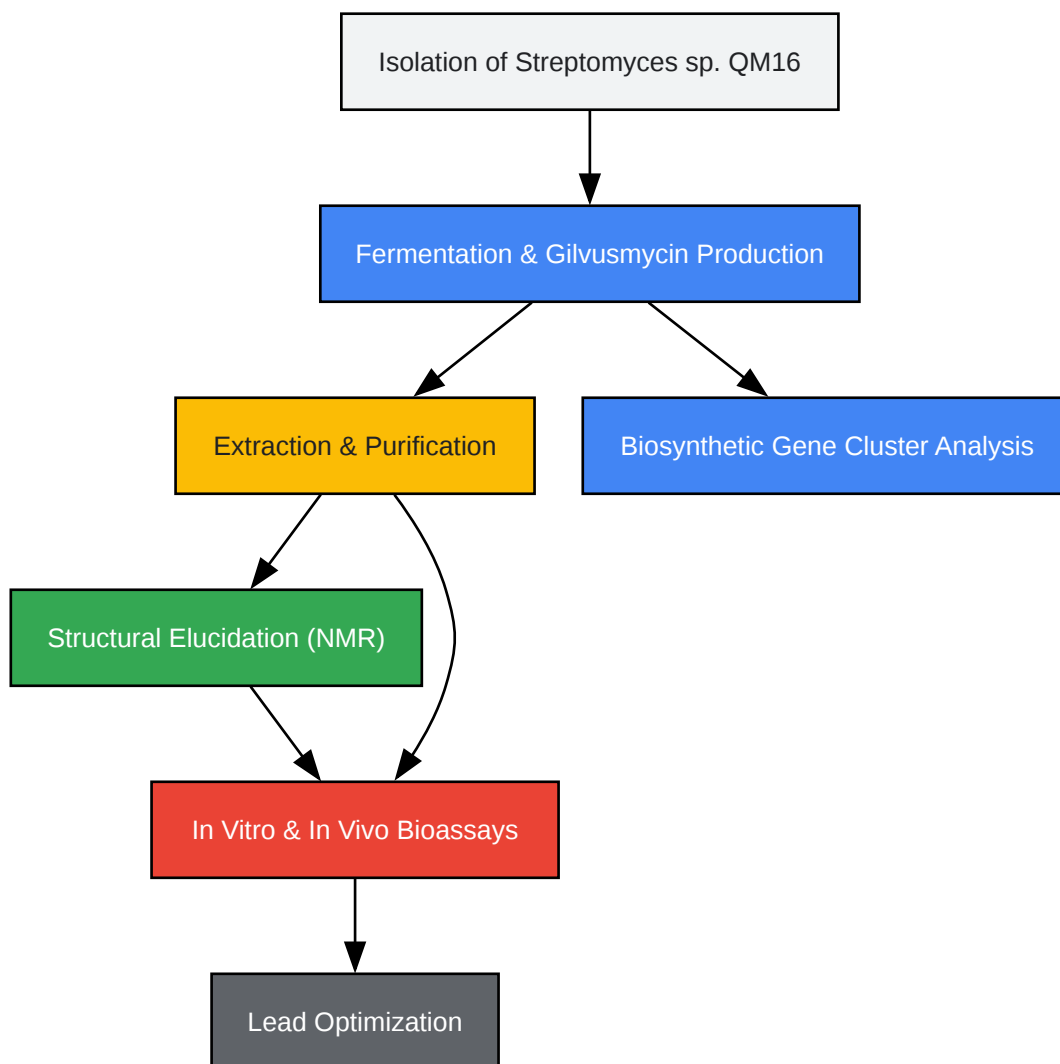 Isolation of Streptomyces sp. QM16
Fermentation & Gilvusmycin Production
Extraction & Purification
Biosynthetic Gene Cluster Analysis
Structural Elucidation (NMR)
In Vitro & In Vivo Bioassays
Lead Optimization